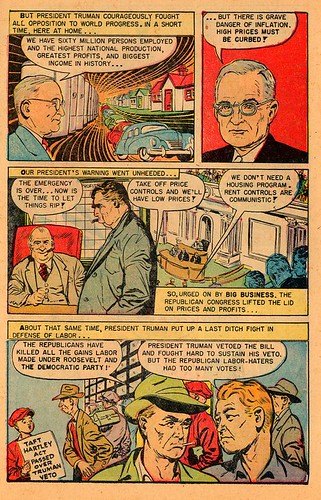 BUT PRESIDENT TRUMAN COURAGEOUSLY FOUGHT
ALL OPPOSITION TO WORLD PROGRESS. IN A SHORT
TIME, HERE AT HOME...
WE HAVE SIXTY MILLION PERSONS EMPLOYED
AND THE HIGHEST NATIONAL PRODUCTION,
GREATEST PROFITS, AND BIGGEST
INCOME IN HISTORY...
...BUT THERE IS GRAVE
DANGER OF INFLATION.
HIGH PRICES MUST
BE CURBED!
OUR PRESIDENT'S WARNING WENT UNHEEDED...
THE EMERGENCY
IS OVER...NOW IS
THE TIME TO LET
THINGS RIP!
TAKE OFF PRICE
CONTROLS AND WE'LL
HAVE LOW PRICES!
WE DON'T NEED A
HOUSING PROGRAM.
RENT CONTROLS ARE
COMMUNISTIC!
SO, URGED ON BY BIG BUSINESS, THE
REPUBLICAN CONGRESS LIFTED THE LID
ON PRICES AND PROFITS...
ABOUT THAT SAME TIME, PRESIDENT TRUMAN PUT UP A LAST DITCH FIGHT IN
DEFENSE OF LABOR...
THE REPUBLICANS HAVE
KILLED ALL THE GAINS LABOR
MADE UNDER ROOSEVELT AND
THE DEMOCRATIC PARTY!
PRESIDENT TRUMAN VETOED THE BILL
AND FOUGHT HARD TO SUSTAIN HIS VETO.
BUT THE REPUBLICAN LABOR-HATERS
HAD TOO MANY VOTES!
TAFT
HARTLEY
ACT
PASSED
OVER
TRUMAN
VETO